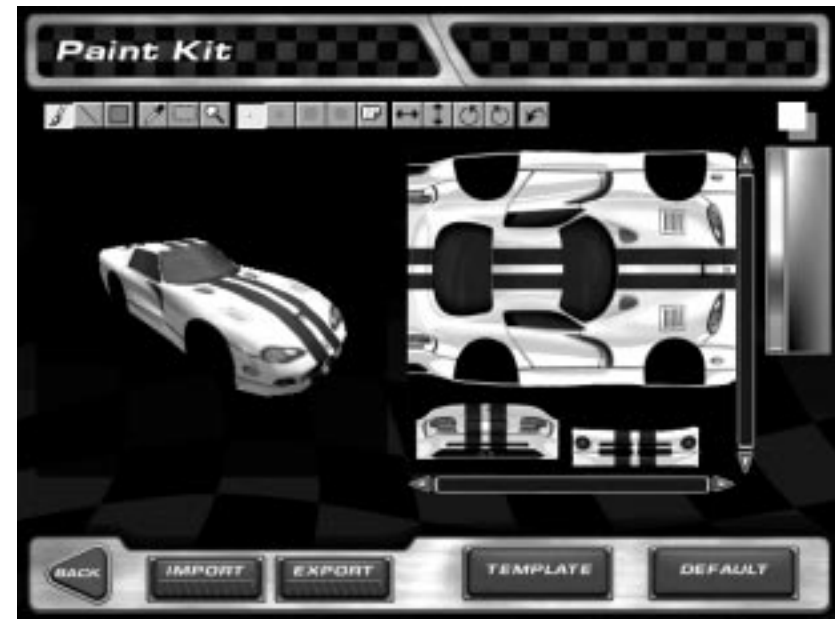 Paint Kit
BACK
IMPORT
EXPORT
TEMPLATE
DEFAULT